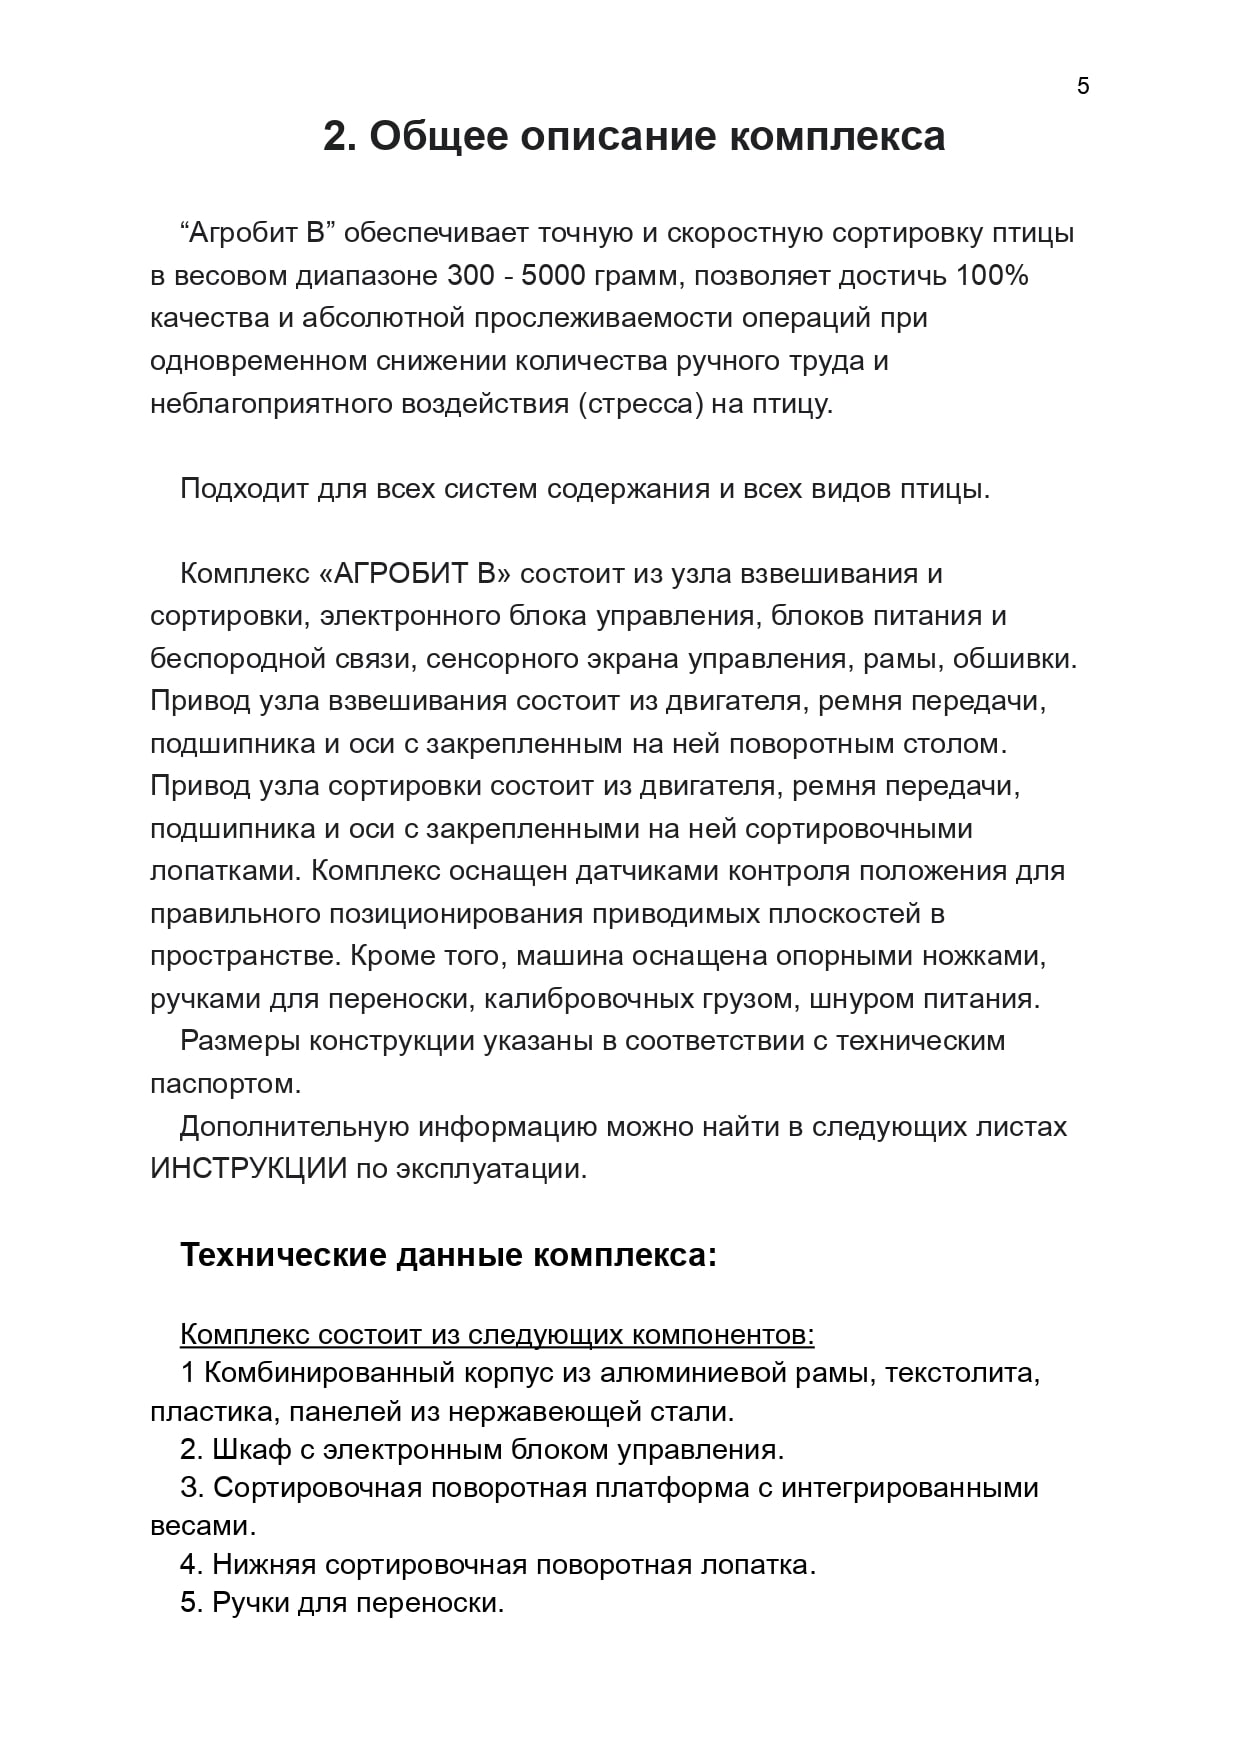 5
2. Общее описание комплекса
“Агробит В” обеспечивает точную и скоростную сортировку птицы
в весовом диапазоне 300 - 5000 грамм, позволяет достичь 100%
качества и абсолютной прослеживаемости операций при
одновременном снижении количества ручного труда и
неблагоприятного воздействия (стресса) на птицу.
Подходит для всех систем содержания и всех видов птицы.
Комплекс «АГРОБИТ В» состоит из узла взвешивания и
сортировки, электронного блока управления, блоков питания и
беспородной связи, сенсорного экрана управления, рамы, обшивки.
Привод узла взвешивания состоит из двигателя, ремня передачи,
подшипника и оси с закрепленным на ней поворотным столом.
Привод узла сортировки состоит из двигателя, ремня передачи,
подшипника и оси с закрепленными на ней сортировочными
лопатками. Комплекс оснащен датчиками контроля положения для
правильного позиционирования приводимых плоскостей в
пространстве. Кроме того, машина оснащена опорными ножками,
ручками для переноски, калибровочных грузом, шнуром питания.
Размеры конструкции указаны в соответствии с техническим
паспортом.
Дополнительную информацию можно найти в следующих листах
ИНСТРУКЦИИ по эксплуатации.
Технические данные комплекса:
Комплекс состоит из следующих компонентов:
1 Комбинированный корпус из алюминиевой рамы, текстолита,
пластика, панелей из нержавеющей стали.
2. Шкаф с электронным блоком управления.
3. Сортировочная поворотная платформа с интегрированными
весами.
4. Нижняя сортировочная поворотная лопатка.
5. Ручки для переноски.